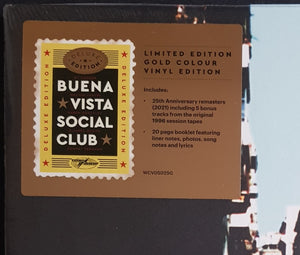 DELUXE
EDITION
DELUXE EDITION
BUENA
VISTA
SOCIAL
CLUB
DELUXE EDITION
LIMITED EDITION
GOLD COLOUR
VINYL EDITION
Includes:
• 25th Anniversary remasters
(2021) including 5 bonus
tracks from the original
1996 session tapes
• 20 page booklet featuring
liner notes, photos, song
notes and lyrics